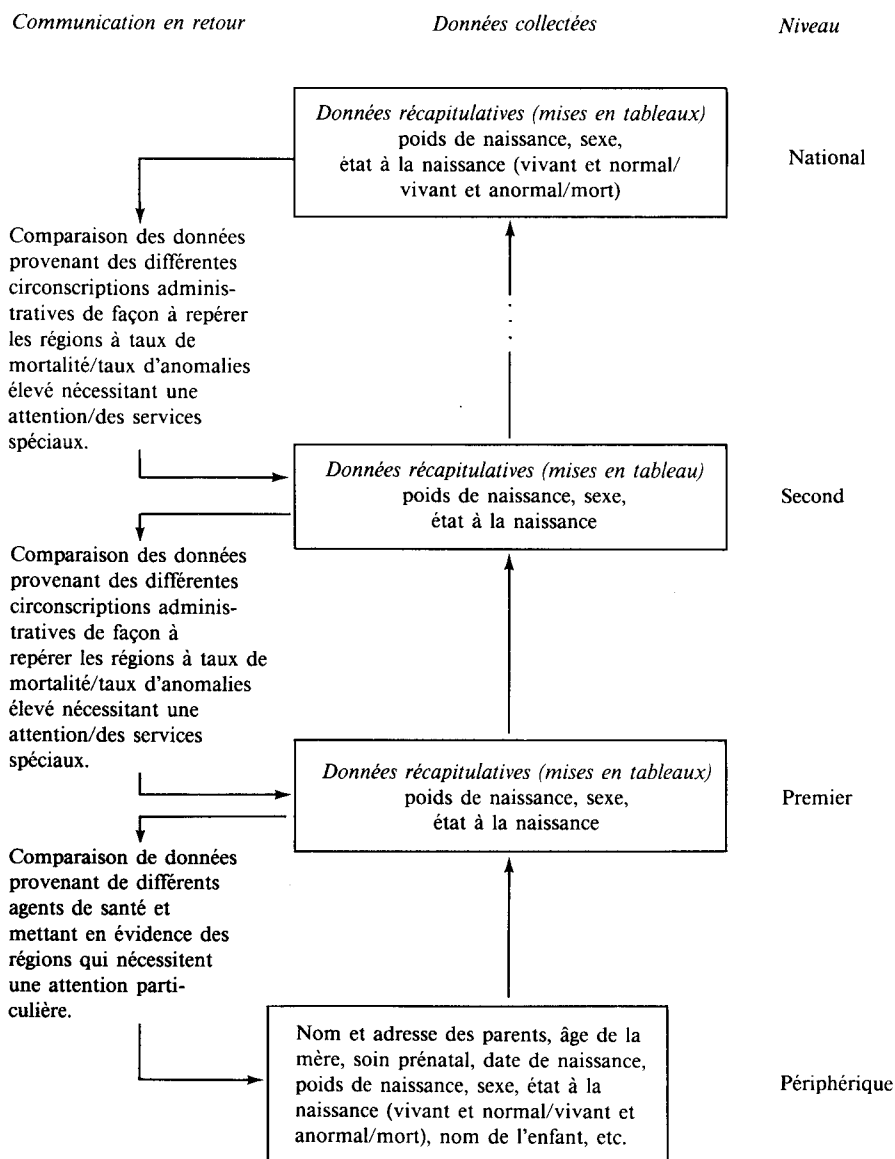 Communication en retour
Données collectées
Niveau
Données récapitulatives (mises en tableaux)
poids de naissance, sexe,
état à la naissance (vivant et normal/
vivant et anormal/mort)
National
Comparaison des données
provenant des différentes
circonscriptions adminis-
tratives de façon à repérer
les régions à taux de
mortalité/taux d'anomalies
élevé nécessitant une
attention/des services
spéciaux.
Données récapitulatives (mises en tableau)
poids de naissance, sexe,
état à la naissance
Second
Comparaison des données
provenant des différentes
circonscriptions adminis-
tratives de façon à
repérer les régions à taux de
mortalité/taux d'anomalies
élevé nécessitant une
attention/des services
spéciaux.
Données récapitulatives (mises en tableaux)
poids de naissance, sexe,
état à la naissance
Premier
Comparaison de données
provenant de différents
agents de santé et
mettant en évidence des
régions qui nécessitent
une attention parti-
culière.
Nom et adresse des parents, âge de la
mère, soin prénatal, date de naissance,
poids de naissance, sexe, état à la
naissance (vivant et normal/vivant et
anormal/mort), nom de l'enfant, etc.
Périphérique